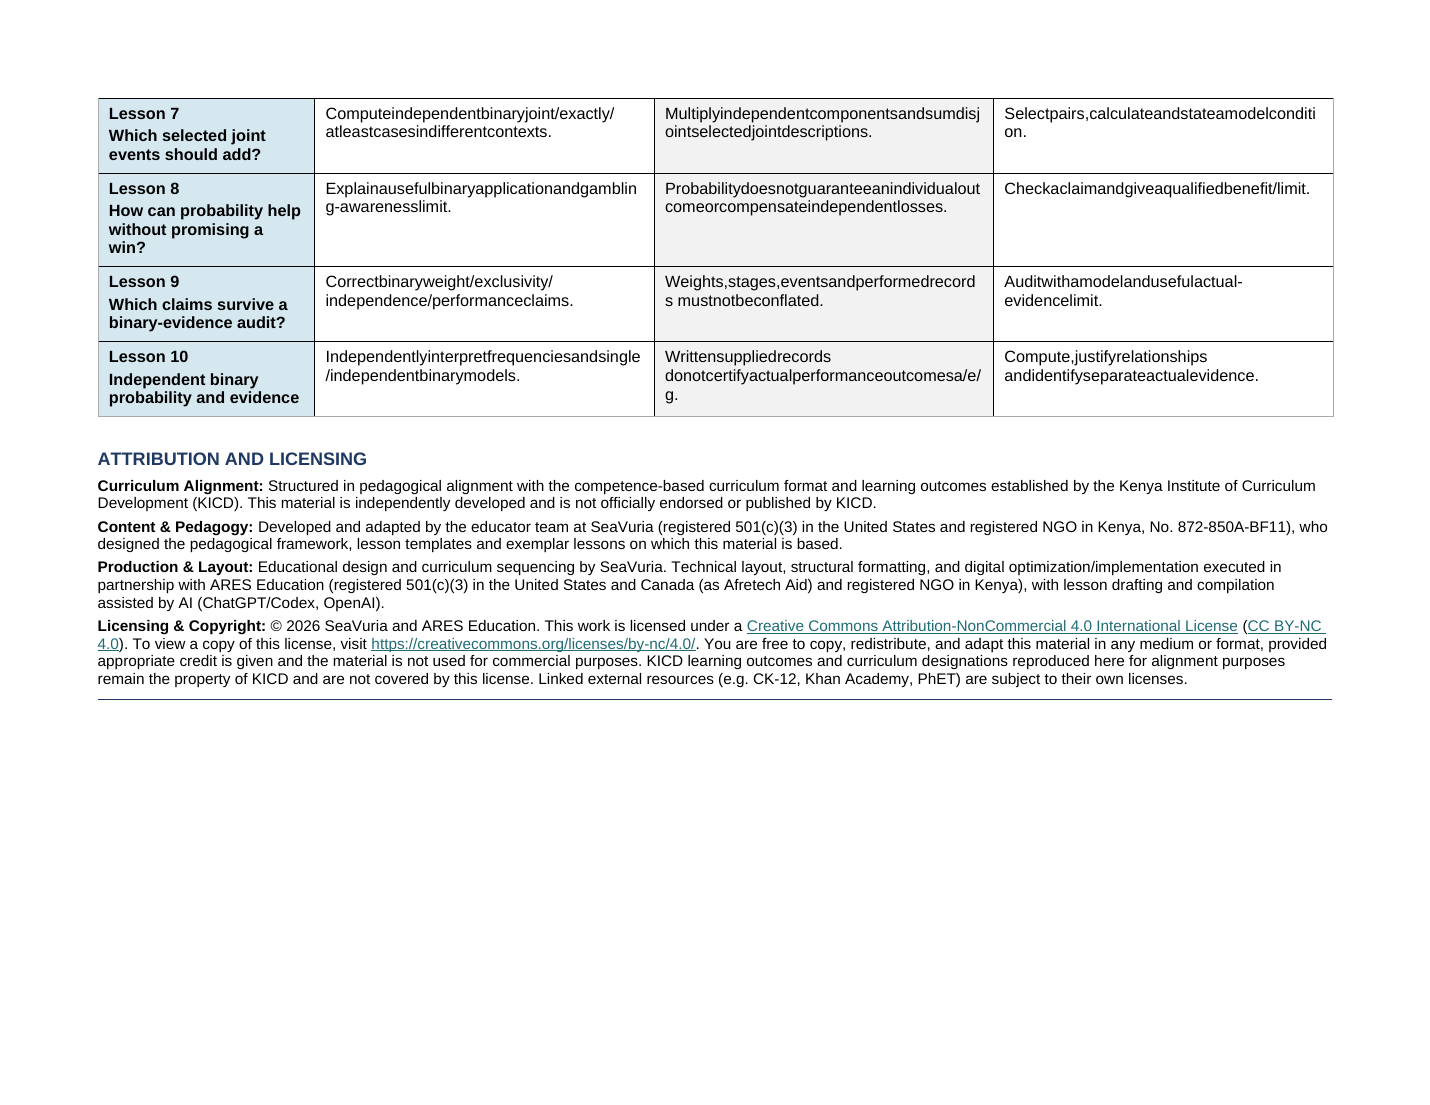 Lesson 7
Which selected joint
events should add?
Computeindependentbinaryjoint/exactly/
atleastcasesindifferentcontexts.
Multiplyindependentcomponentsandsumdisj
ointselectedjointdescriptions.
Selectpairs,calculateandstateamodelconditi
on.
Lesson 8
How can probability help
without promising a
win?
Explainausefulbinaryapplicationandgamblin
g-awarenesslimit.
Probabilitydoesnotguaranteeanindividualout
comeorcompensateindependentlosses.
Checkaclaimandgiveaqualifiedbenefit/limit.
Lesson 9
Which claims survive a
binary-evidence audit?
Correctbinaryweight/exclusivity/
independence/performanceclaims.
Weights,stages,eventsandperformedrecord
s mustnotbeconflated.
Auditwithamodelandusefulactual-
evidencelimit.
Lesson 10
Independent binary
probability and evidence
Independentlyinterpretfrequenciesandsingle
/independentbinarymodels.
Writtensuppliedrecords
donotcertifyactualperformanceoutcomesa/e/
g.
Compute,justifyrelationships
andidentifyseparateactualevidence.
ATTRIBUTION AND LICENSING
Curriculum Alignment: Structured in pedagogical alignment with the competence-based curriculum format and learning outcomes established by the Kenya Institute of Curriculum
Development (KICD). This material is independently developed and is not officially endorsed or published by KICD.
Content & Pedagogy: Developed and adapted by the educator team at SeaVuria (registered 501(c)(3) in the United States and registered NGO in Kenya, No. 872-850A-BF11), who
designed the pedagogical framework, lesson templates and exemplar lessons on which this material is based.
Production & Layout: Educational design and curriculum sequencing by SeaVuria. Technical layout, structural formatting, and digital optimization/implementation executed in
partnership with ARES Education (registered 501(c)(3) in the United States and Canada (as Afretech Aid) and registered NGO in Kenya), with lesson drafting and compilation
assisted by AI (ChatGPT/Codex, OpenAI).
Licensing & Copyright: © 2026 SeaVuria and ARES Education. This work is licensed under a Creative Commons Attribution-NonCommercial 4.0 International License (CC BY-NC
4.0). To view a copy of this license, visit https://creativecommons.org/licenses/by-nc/4.0/. You are free to copy, redistribute, and adapt this material in any medium or format, provided
appropriate credit is given and the material is not used for commercial purposes. KICD learning outcomes and curriculum designations reproduced here for alignment purposes
remain the property of KICD and are not covered by this license. Linked external resources (e.g. CK-12, Khan Academy, PhET) are subject to their own licenses.